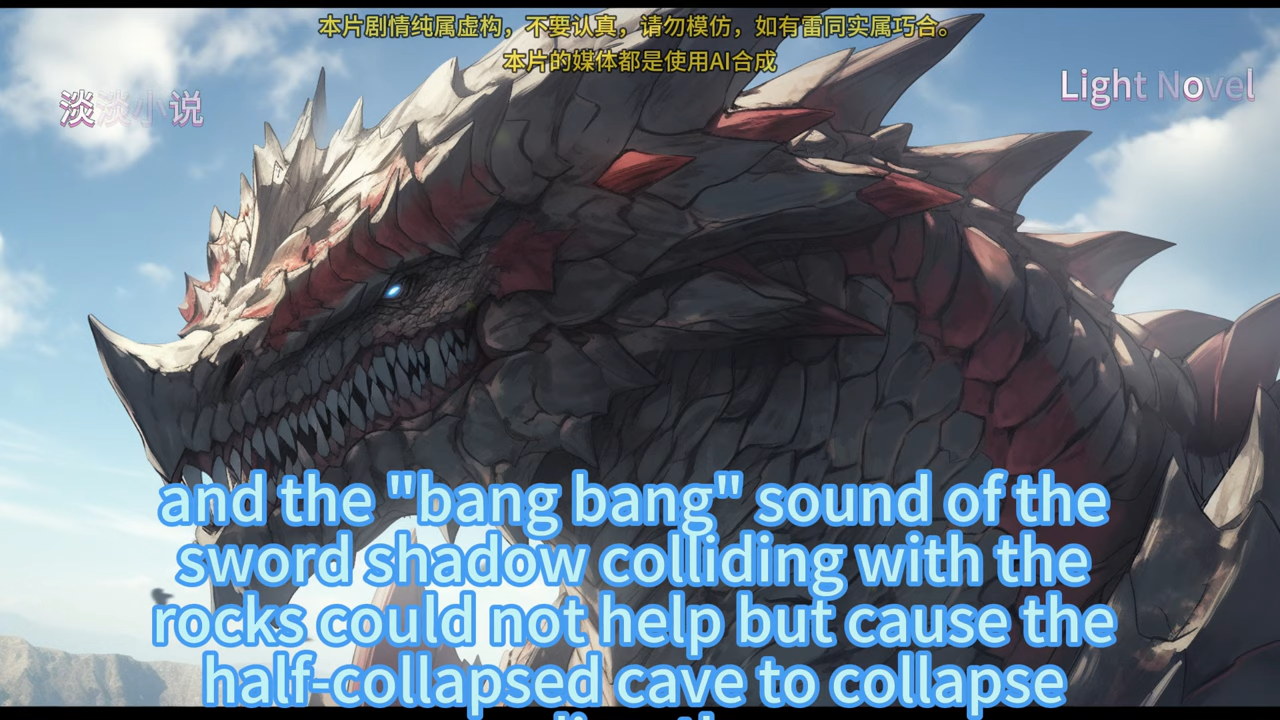 本片剧情纯属虚构，不要认真，请勿模仿，如有雷同实属巧合。
本片的媒体都是使用AI合成
淡淡小说
Light Novel
and the "bang bang" sound of the
sword shadow colliding with the
rocks could not help but cause the
half-collapsed cave to collapse